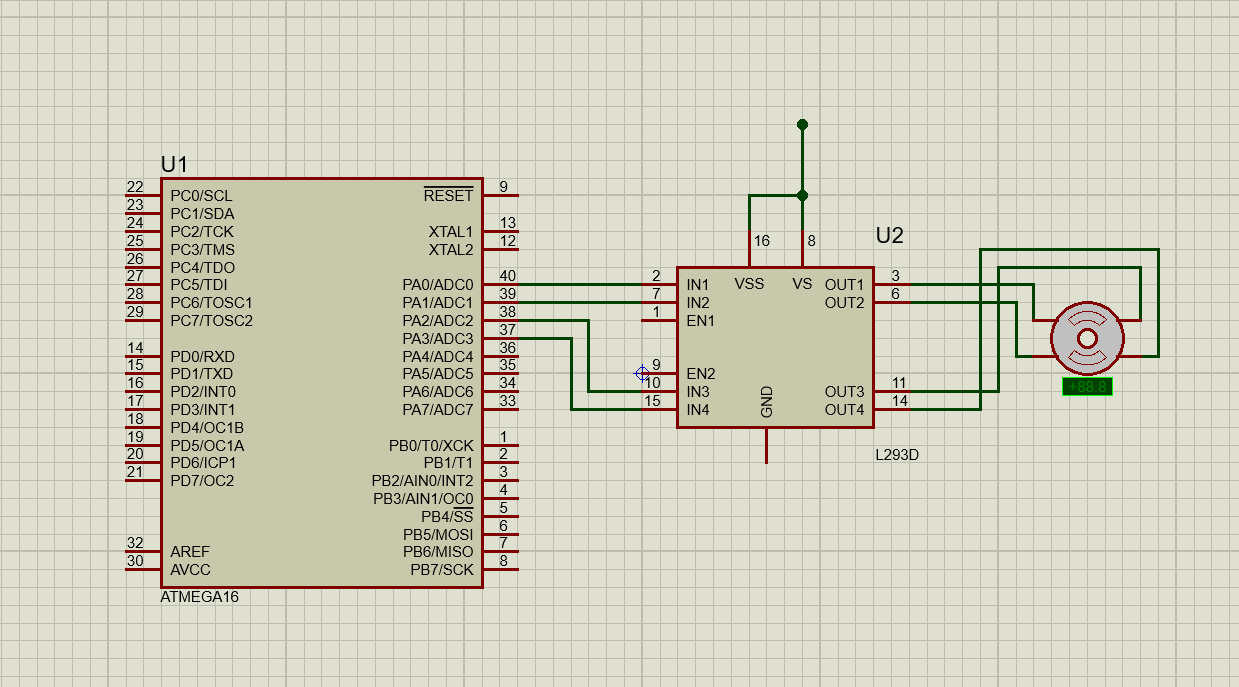 U1
22 PC0/SCL RESET 9
23 PC1/SDA
24 PC2/TCK XTAL1 13
25 PC3/TMS XTAL2 12
26 PC4/TDO
27 PC5/TDI PA0/ADC0 40
28 PC6/TOSC1 PA1/ADC1 39
29 PC7/TOSC2 PA2/ADC2 38
PA3/ADC3 37
14 PD0/RXD PA4/ADC4 36
15 PD1/TXD PA5/ADC5 35
16 PD2/INT0 PA6/ADC6 34
17 PD3/INT1 PA7/ADC7 33
18 PD4/OC1B
19 PD5/OC1A PB0/T0/XCK 1
20 PD6/ICP1 PB1/T1 2
21 PD7/OC2 PB2/AIN0/INT2 3
PB3/AIN1/OC0 4
PB4/SS 5
PB5/MOSI 6
32 AREF PB6/MISO 7
30 AVCC PB7/SCK 8
ATMEGA16
U2
16 8
2 IN1 VSS VS OUT1 3
7 IN2 OUT2 6
1 EN1
9 EN2
10 IN3 OUT3 11
15 IN4 OUT4 14
GND
L293D
+88.8